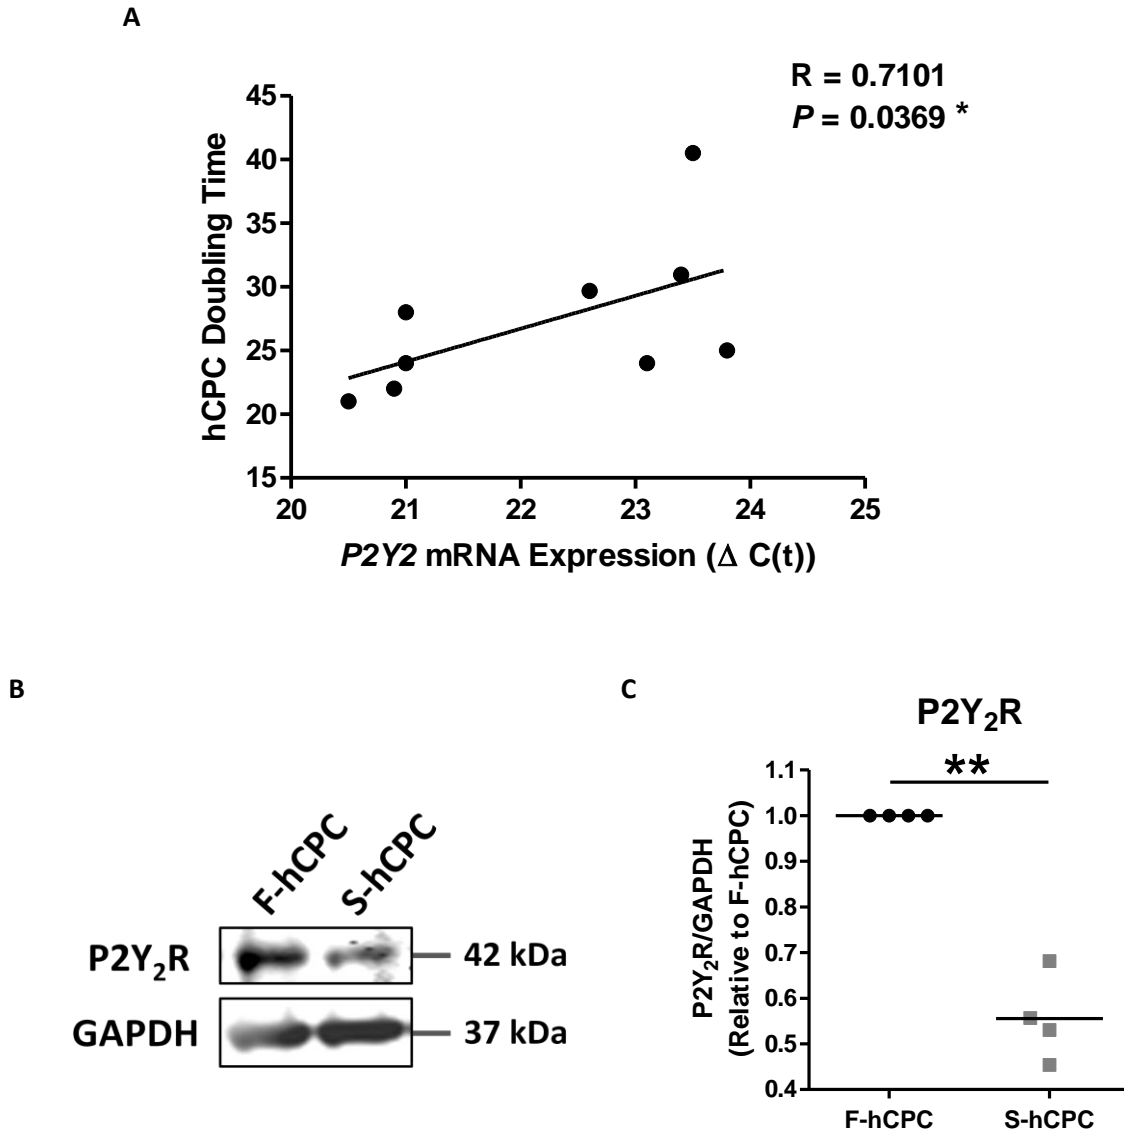 A
R = 0.7101
P = 0.0369 *
45
40
35
30
25
20
15
hCPC Doubling Time
20 21 22 23 24 25
P2Y2 mRNA Expression (Δ C(t))
B
F-hCPC S-hCPC
P2Y₂R 42 kDa
GAPDH 37 kDa
C
P2Y₂R
**
1.1
1.0
0.9
0.8
0.7
0.6
0.5
0.4
P2Y₂R/GAPDH
(Relative to F-hCPC)
F-hCPC S-hCPC